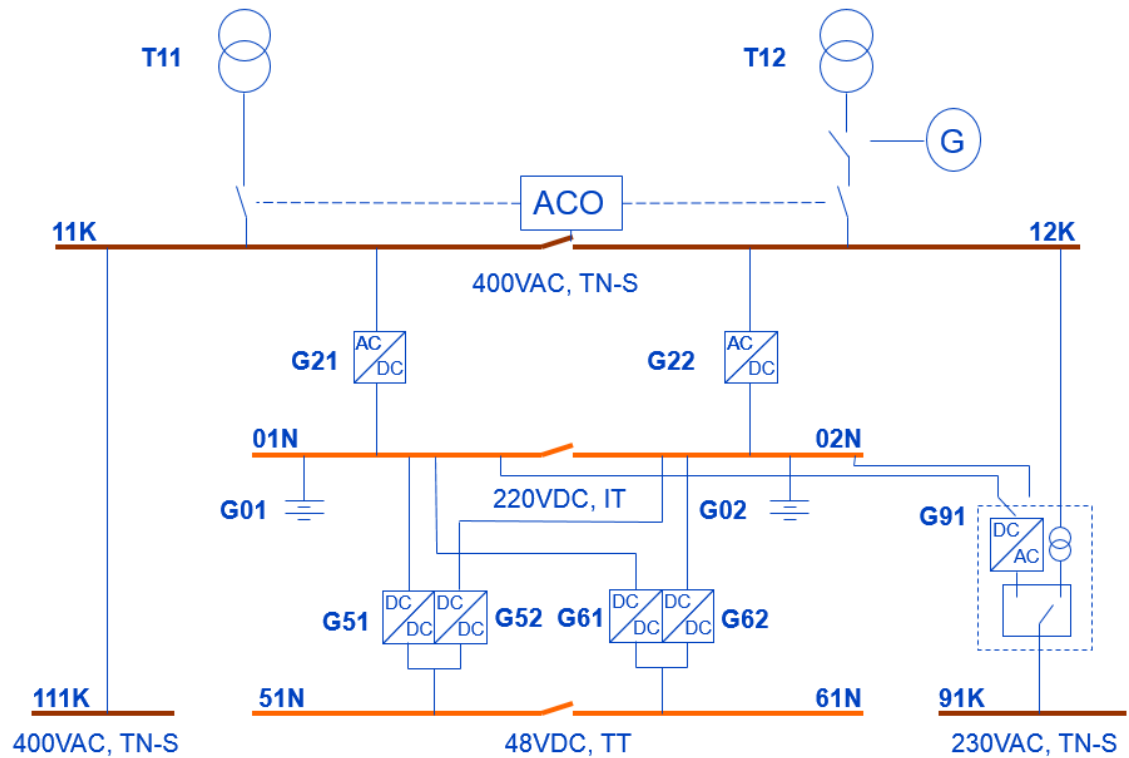 T11
T12
G
ACO
11K
12K
400VAC, TN-S
AC
DC
G21
AC
DC
G22
01N
02N
220VDC, IT
G01
G02
G91
DC
AC
DC
DC
DC
DC
G51
G52
DC
DC
DC
DC
G61
G62
111K
51N
61N
91K
400VAC, TN-S
48VDC, TT
230VAC, TN-S